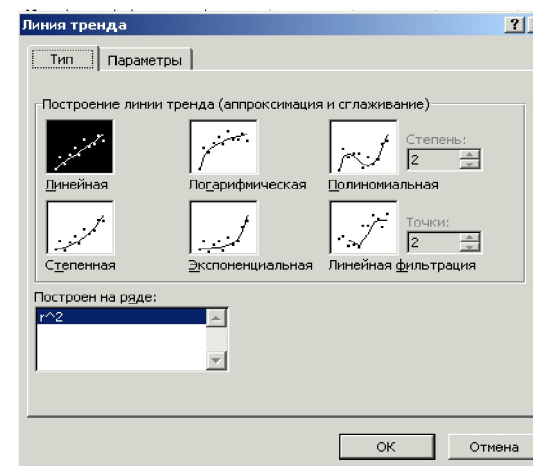 Линия тренда
Тип
Параметры
Построение линии тренда (аппроксимация и сглаживание)
Линейная
Логарифмическая
Полиномиальная
Степень:
2
Степенная
Экспоненциальная
Линейная фильтрация
Точки:
2
Построен на ряде:
r^2
ОК
Отмена